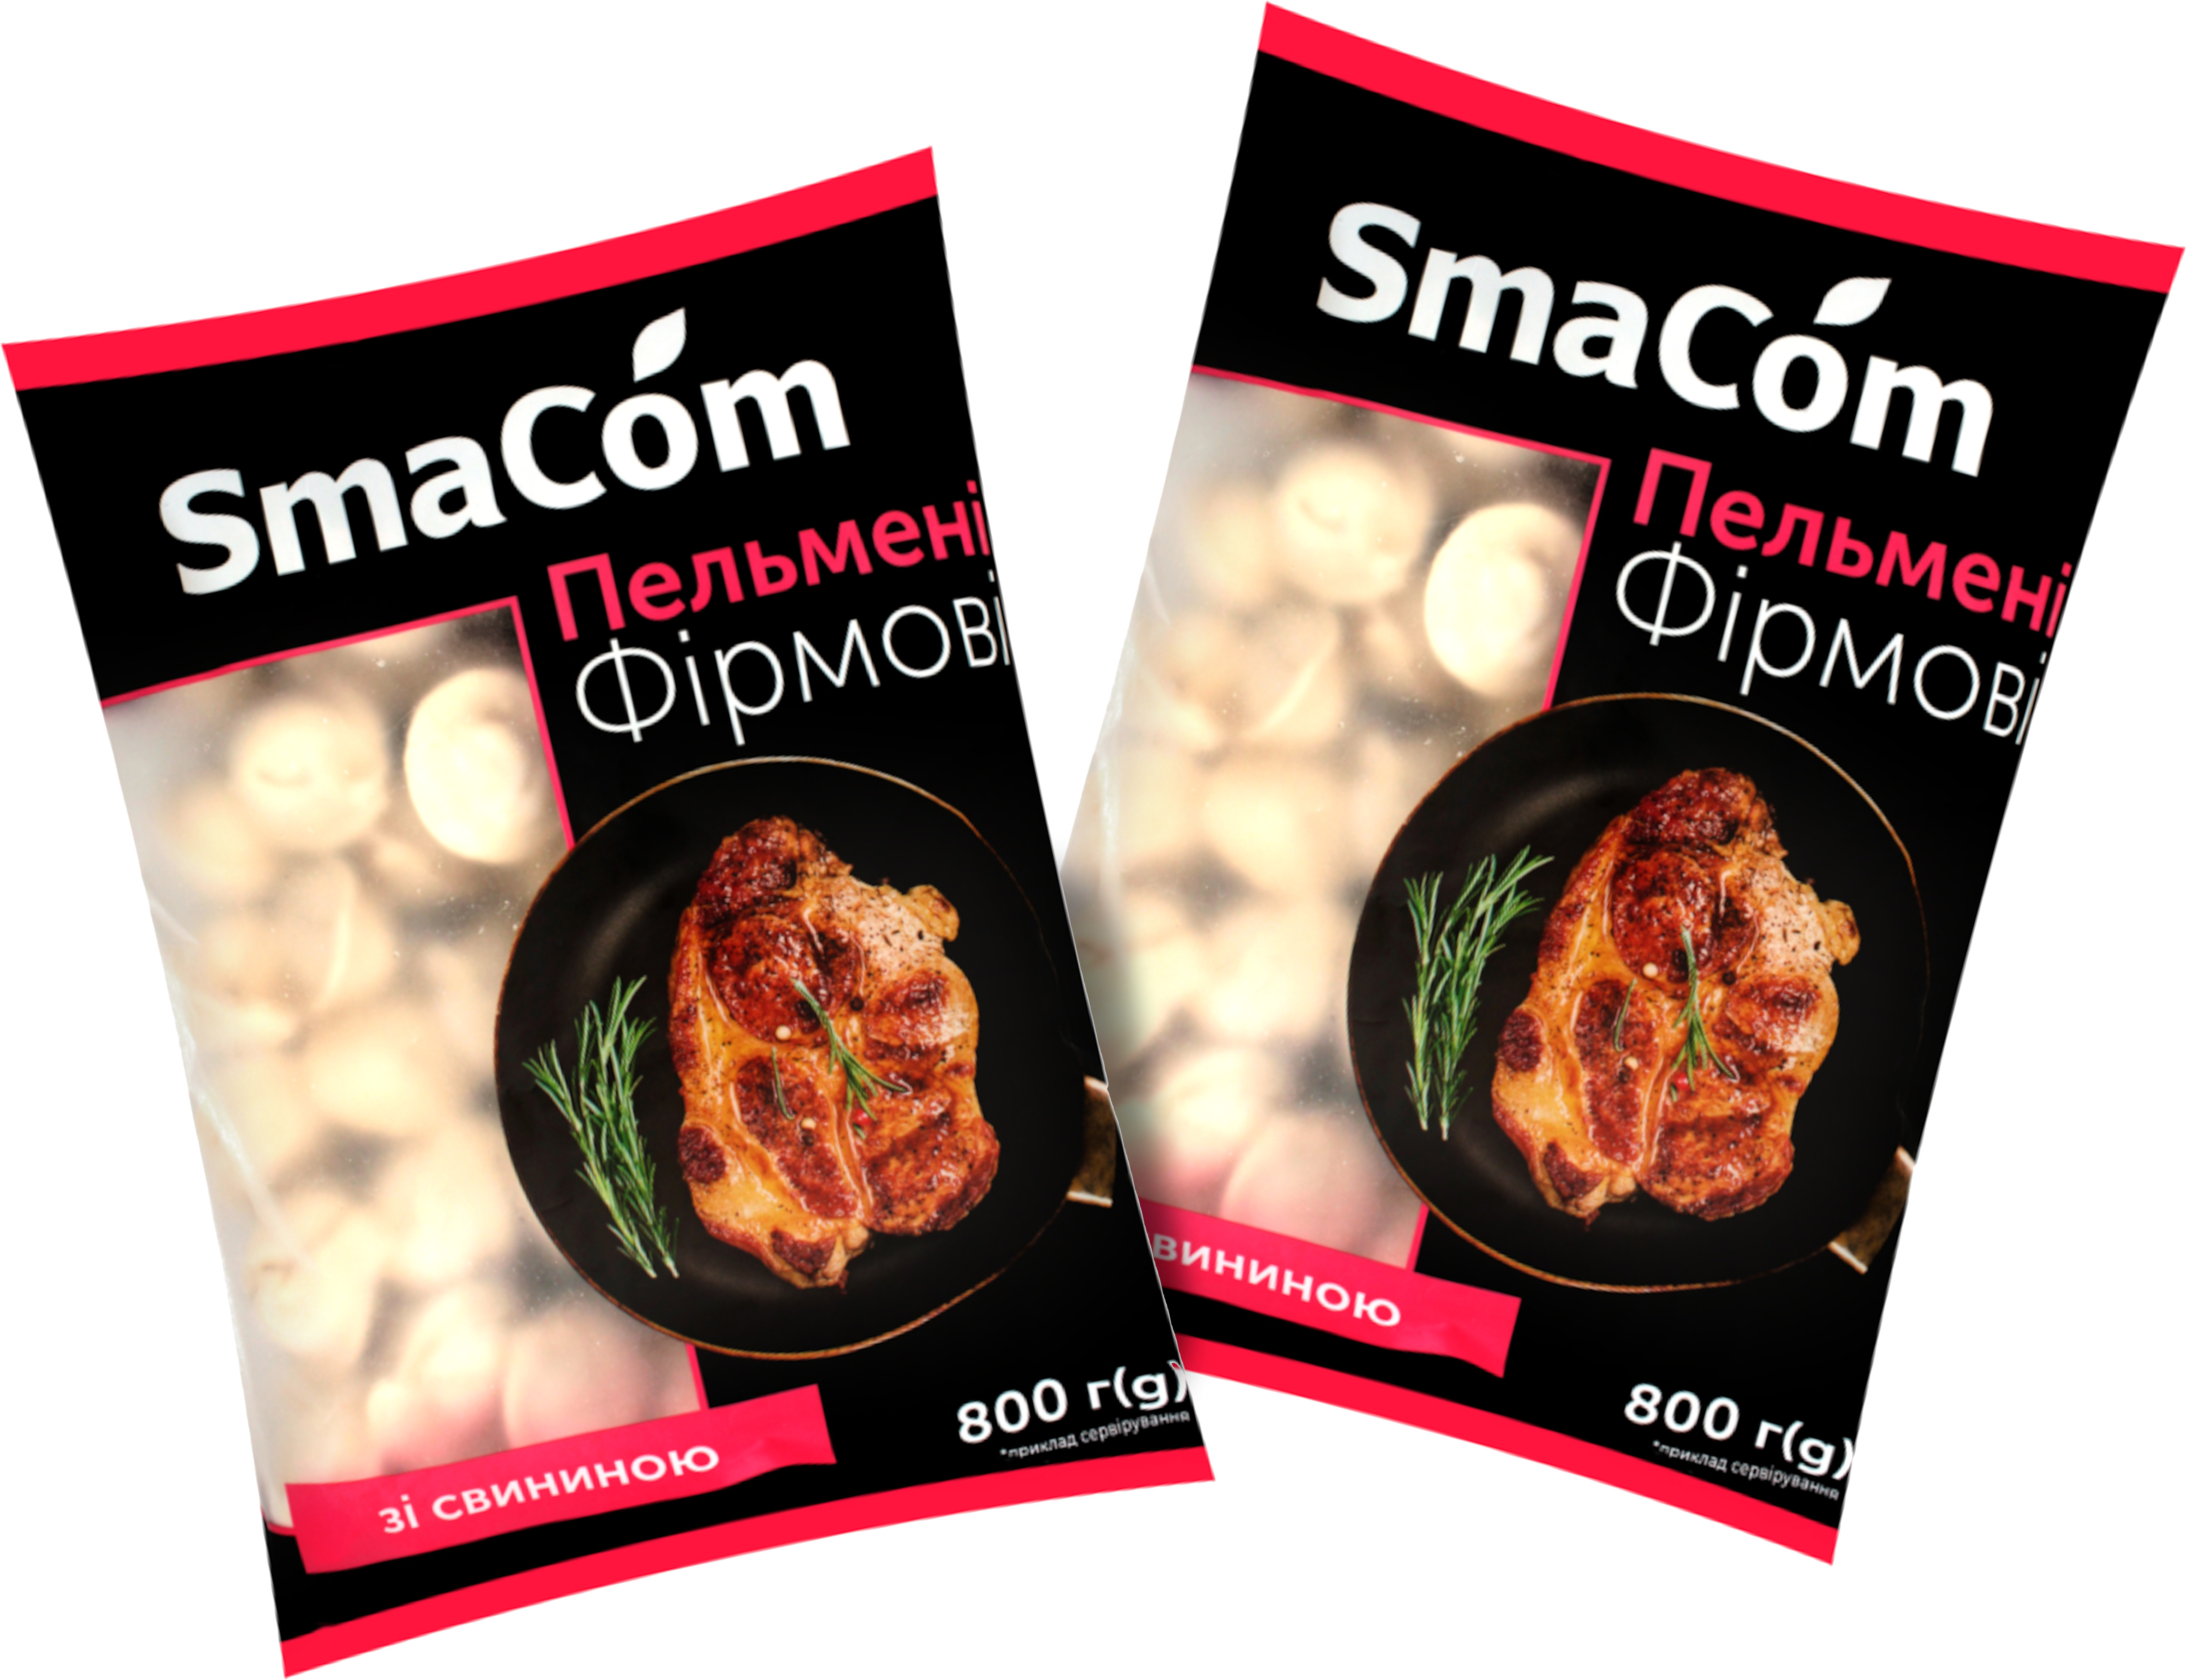 SmaCom
Пельмені
Фірмові
зі свининою
800 г(g)
*приклад сервірування
SmaCom
Пельмені
Фірмові
свининою
800 г(g)
*приклад сервірування